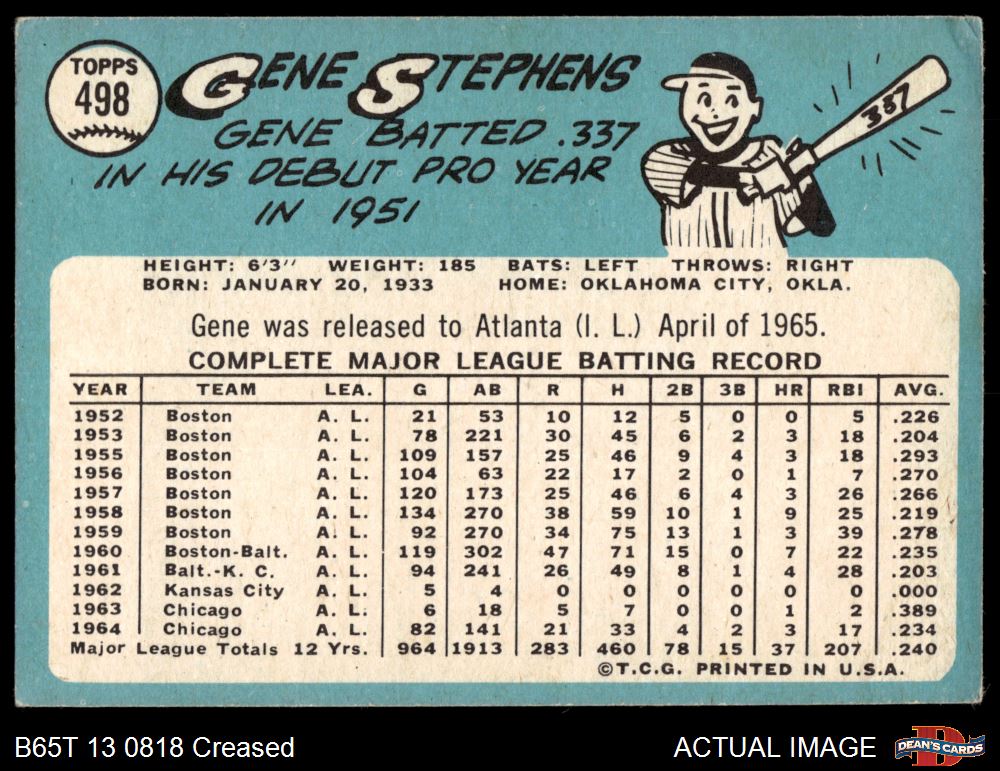 TOPPS
498
GENE STEPHENS
GENE BATTED .337
IN HIS DEBUT PRO YEAR
IN 1951
337
HEIGHT: 6'3" WEIGHT: 185 BATS: LEFT THROWS: RIGHT
BORN: JANUARY 20, 1933 HOME: OKLAHOMA CITY, OKLA.
Gene was released to Atlanta (I. L.) April of 1965.
COMPLETE MAJOR LEAGUE BATTING RECORD
YEAR TEAM LEA. G AB R H 2B 3B HR RBI AVG.
1952 Boston A. L. 21 53 10 12 5 0 0 5 .226
1953 Boston A. L. 78 221 30 45 6 2 3 18 .204
1955 Boston A. L. 109 157 25 46 9 4 3 18 .293
1956 Boston A. L. 104 63 22 17 2 0 1 7 .270
1957 Boston A. L. 120 173 25 46 6 4 3 26 .266
1958 Boston A. L. 134 270 38 59 10 1 9 25 .219
1959 Boston A. L. 92 270 34 75 13 1 3 39 .278
1960 Boston-Balt. A. L. 119 302 47 71 15 0 7 22 .235
1961 Balt.-K. C. A. L. 94 241 26 49 8 1 4 28 .203
1962 Kansas City A. L. 5 4 0 0 0 0 0 0 .000
1963 Chicago A. L. 6 18 5 7 0 0 1 2 .389
1964 Chicago A. L. 82 141 21 33 4 2 3 17 .234
Major League Totals 12 Yrs. 964 1913 283 460 78 15 37 207 .240
©T.C.G. PRINTED IN U.S.A.
B65T 13 0818 Creased
ACTUAL IMAGE
D
DEAN'S CARDS